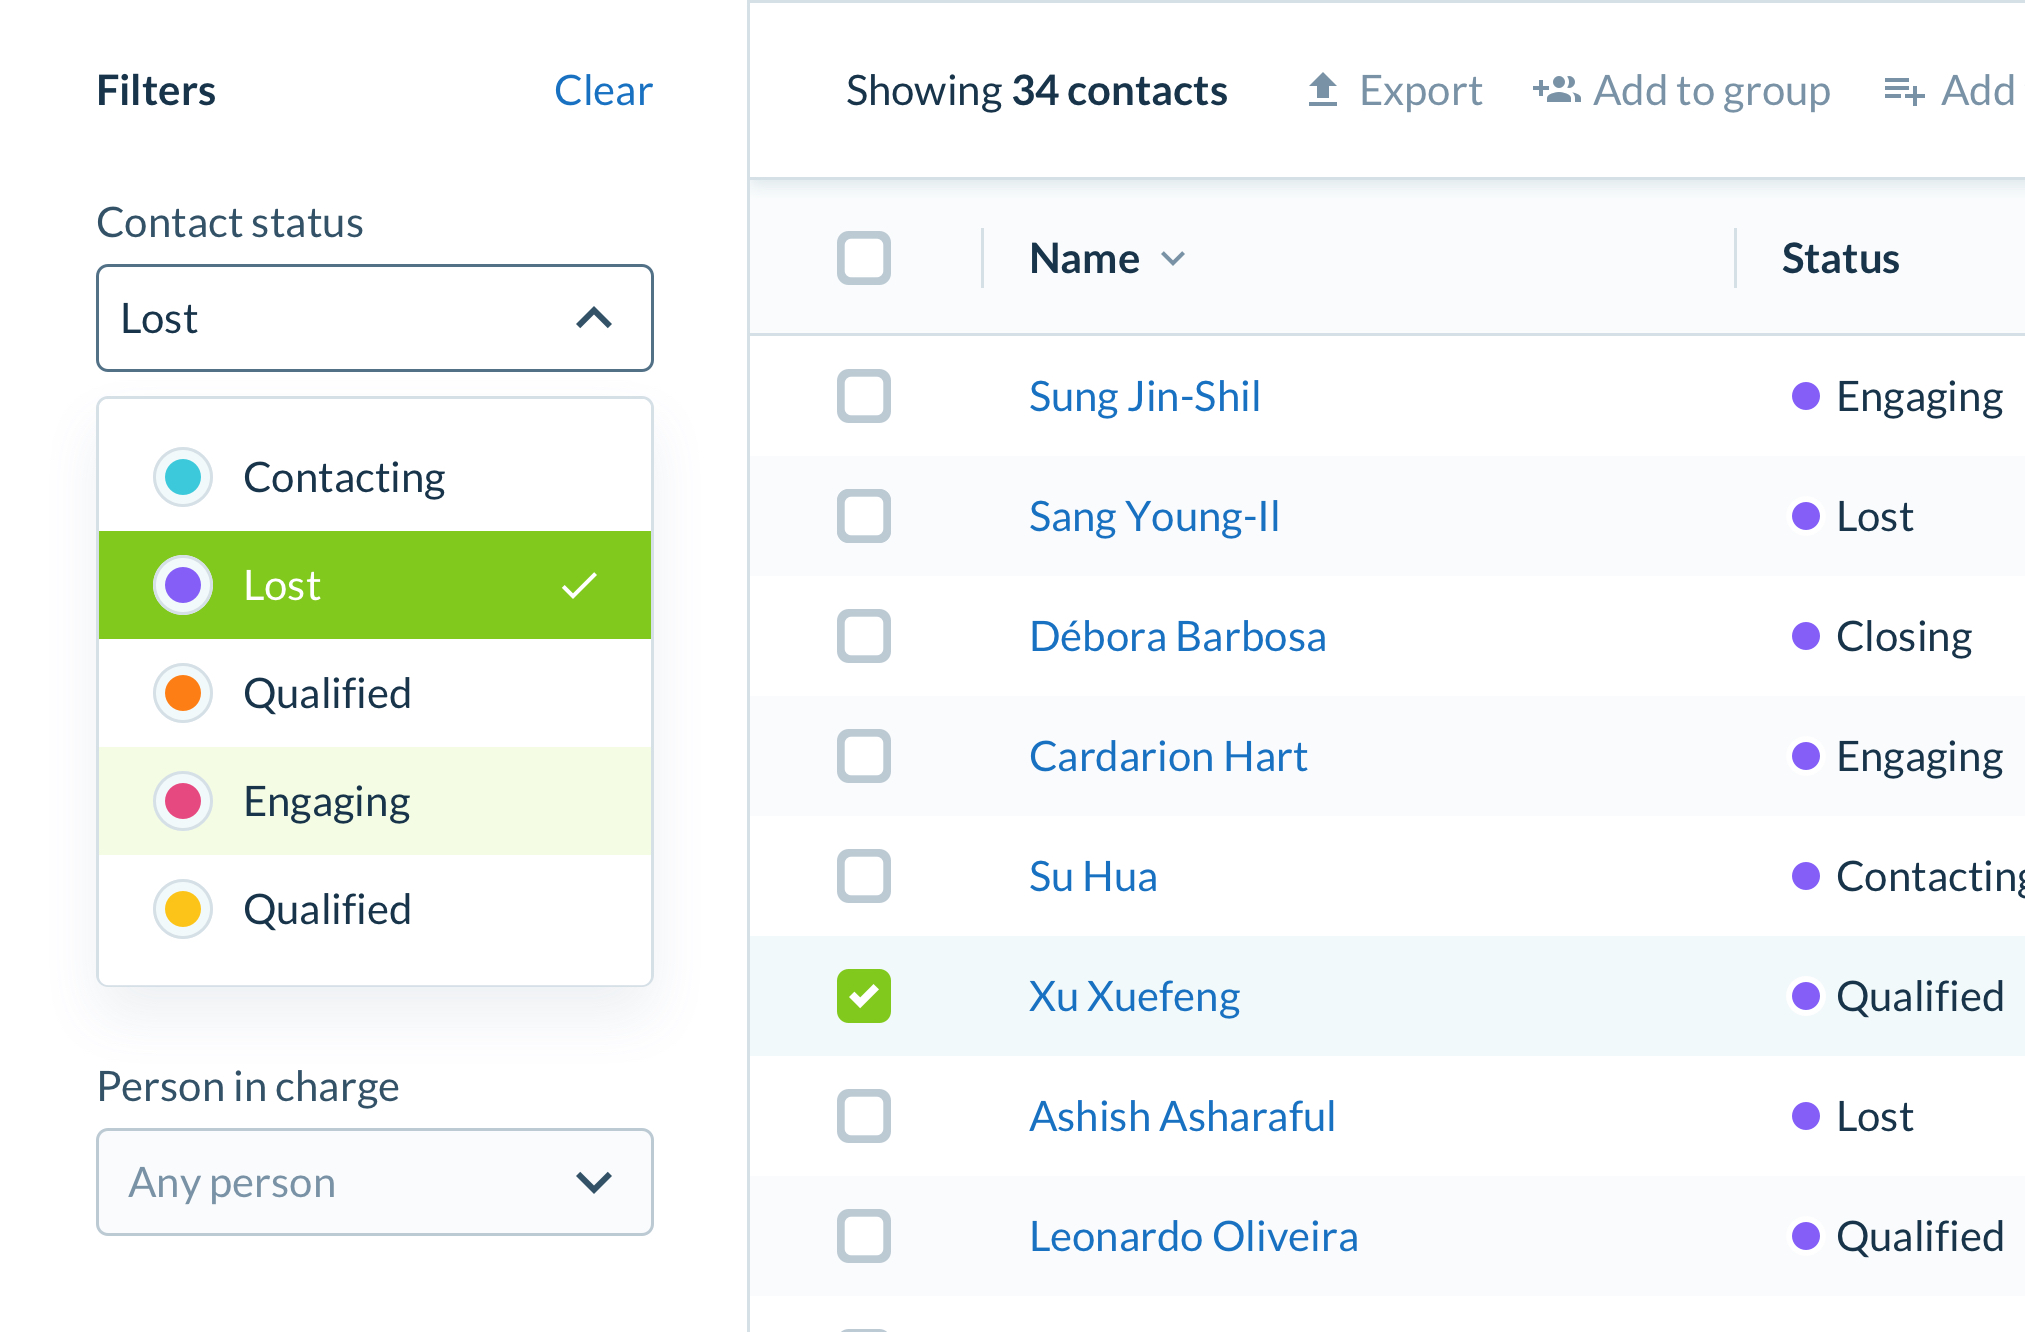 Filters
Clear
Contact status
Lost
Contacting
Lost
Qualified
Engaging
Qualified
Person in charge
Any person
Showing 34 contacts
Export
Add to group
Add
Name
Status
Sung Jin-Shil
Engaging
Sang Young-Il
Lost
Débora Barbosa
Closing
Cardarion Hart
Engaging
Su Hua
Contacting
Xu Xuefeng
Qualified
Ashish Asharaful
Lost
Leonardo Oliveira
Qualified